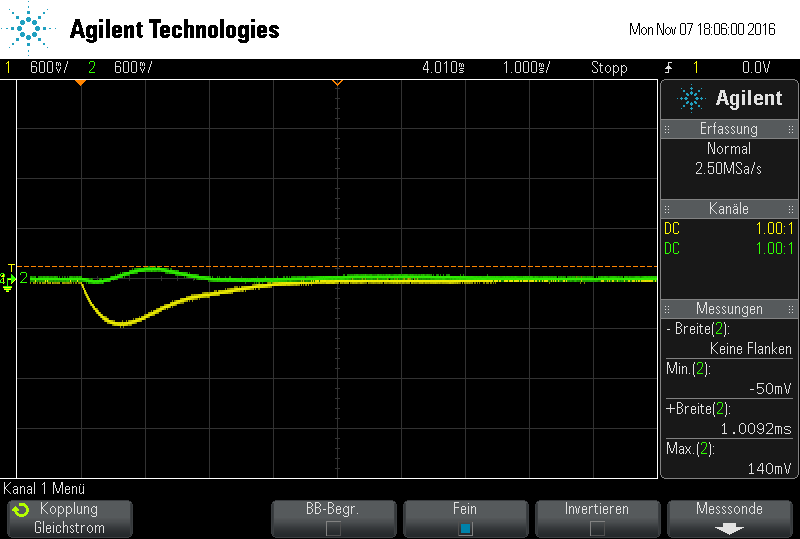 Agilent Technologies
Mon Nov 07 18:06:00 2016
1 600mV/ 2 600mV/ 4.010ms 1.000ms/ Stopp 1 0.0V
Agilent
Erfassung
Normal
2.50MSa/s
Kanäle
DC 1.00:1
DC 1.00:1
T
2
Messungen
- Breite(2):
Keine Flanken
Min.(2):
-50mV
+Breite(2):
1.0092ms
Max.(2):
140mV
Kanal 1 Menü
Kopplung
Gleichstrom
BB-Begr.
Fein
Invertieren
Messsonde